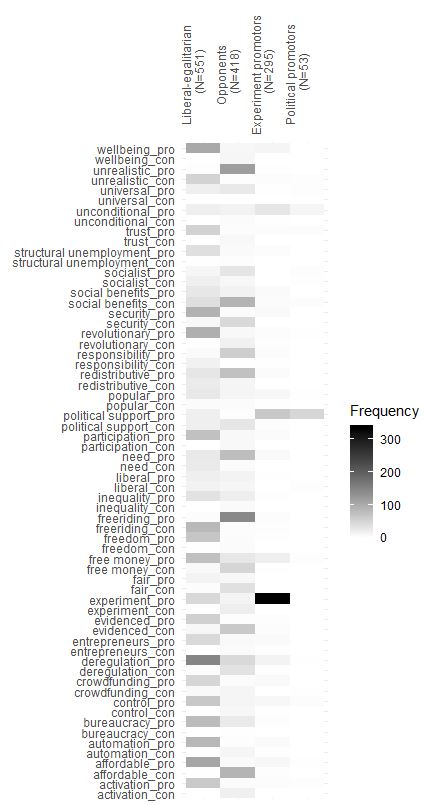 Liberal-egalitarian
(N=551)
Opponents
(N=418)
Experiment promotors
(N=295)
Political promotors
(N=53)
wellbeing_pro
wellbeing_con
unrealistic_pro
unrealistic_con
universal_pro
universal_con
unconditional_pro
unconditional_con
trust_pro
trust_con
structural unemployment_pro
structural unemployment_con
socialist_pro
socialist_con
social benefits_pro
social benefits_con
security_pro
security_con
revolutionary_pro
revolutionary_con
responsibility_pro
responsibility_con
redistributive_pro
redistributive_con
popular_pro
popular_con
political support_pro
political support_con
participation_pro
participation_con
need_pro
need_con
liberal_pro
liberal_con
inequality_pro
inequality_con
freeriding_pro
freeriding_con
freedom_pro
freedom_con
free money_pro
free money_con
fair_pro
fair_con
experiment_pro
experiment_con
evidenced_pro
evidenced_con
entrepreneurs_pro
entrepreneurs_con
deregulation_pro
deregulation_con
crowdfunding_pro
crowdfunding_con
control_pro
control_con
bureaucracy_pro
bureaucracy_con
automation_pro
automation_con
affordable_pro
affordable_con
activation_pro
activation_con
Frequency
300
200
100
0